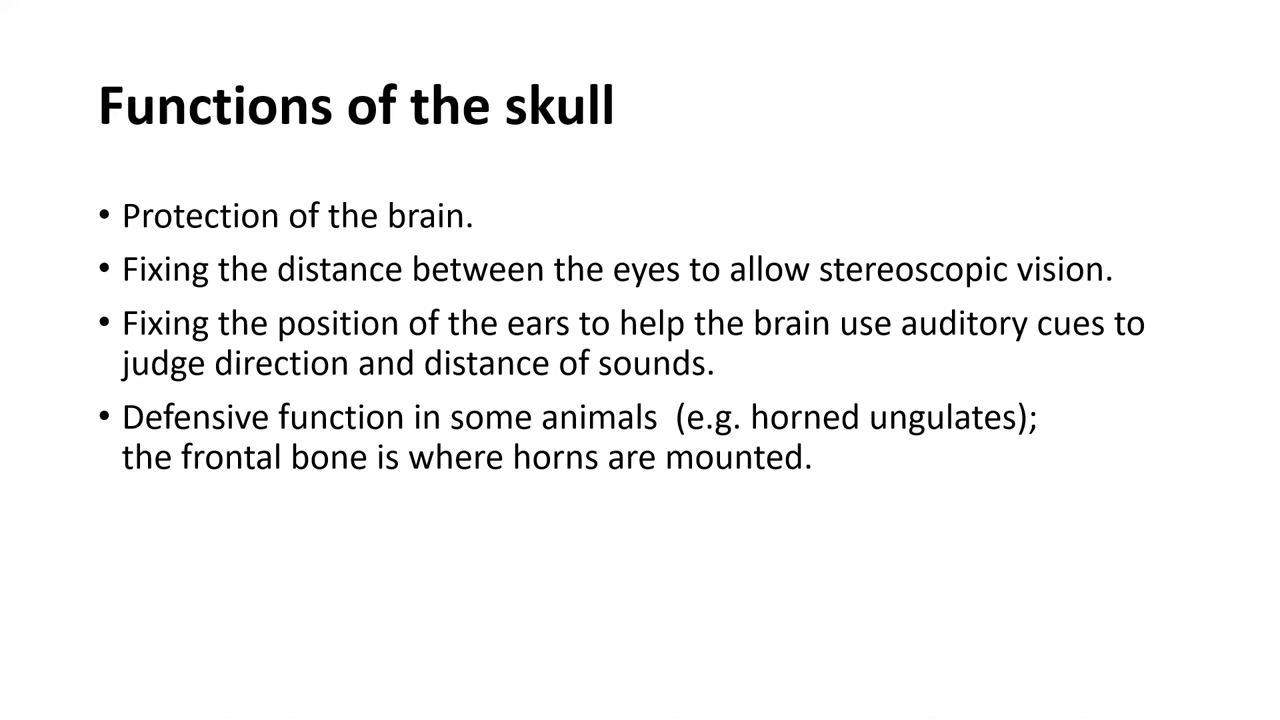 Functions of the skull
• Protection of the brain.
• Fixing the distance between the eyes to allow stereoscopic vision.
• Fixing the position of the ears to help the brain use auditory cues to
judge direction and distance of sounds.
• Defensive function in some animals  (e.g. horned ungulates);
the frontal bone is where horns are mounted.